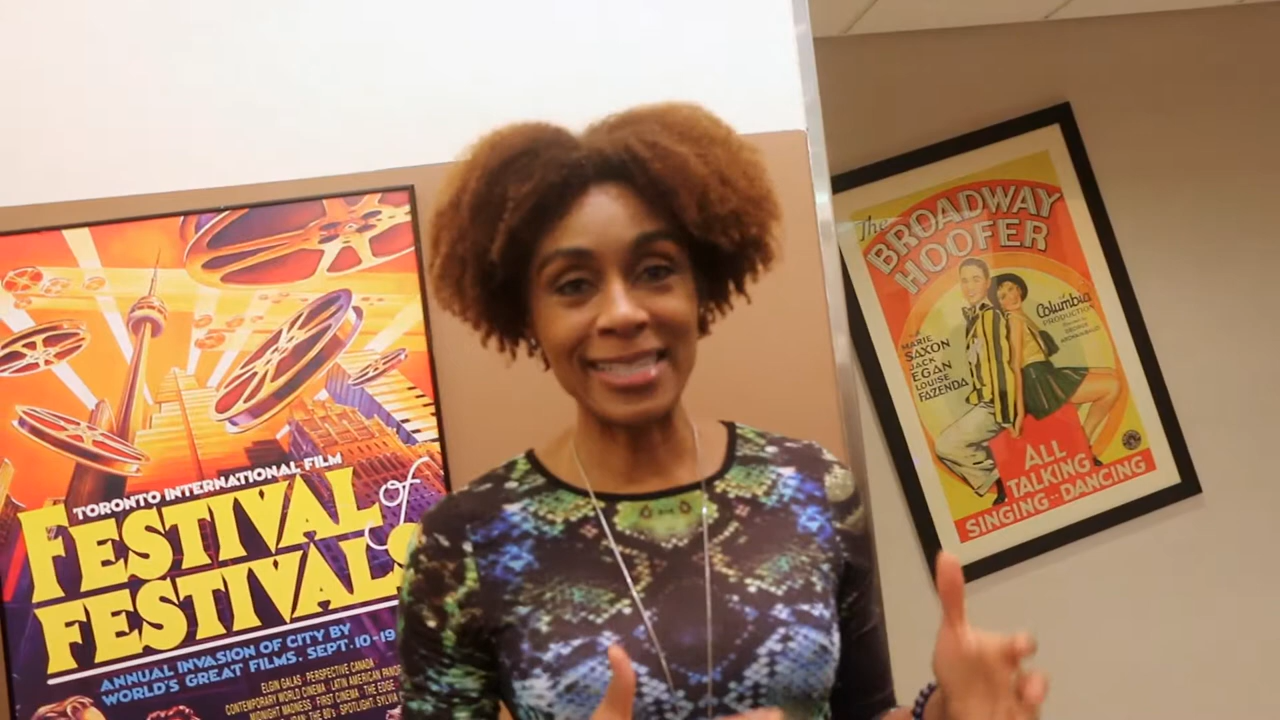 TORONTO INTERNATIONAL FILM
FESTIVAL of
FESTIVALS
ANNUAL INVASION OF CITY BY
WORLD'S GREAT FILMS. SEPT. 10-19
ELGIN GALAS · PERSPECTIVE CANADA
CONTEMPORARY WORLD CINEMA · LATIN AMERICAN
MIDNIGHT MADNESS · FIRST CINEMA · THE EDGE
THE 80's · SPOTLIGHT: SYLVIA
The
BROADWAY
HOOFER
Columbia
PRODUCTION
MARIE
SAXON
JACK
EGAN
LOUISE
FAZENDA
ALL
TALKING
SINGING - - DANCING